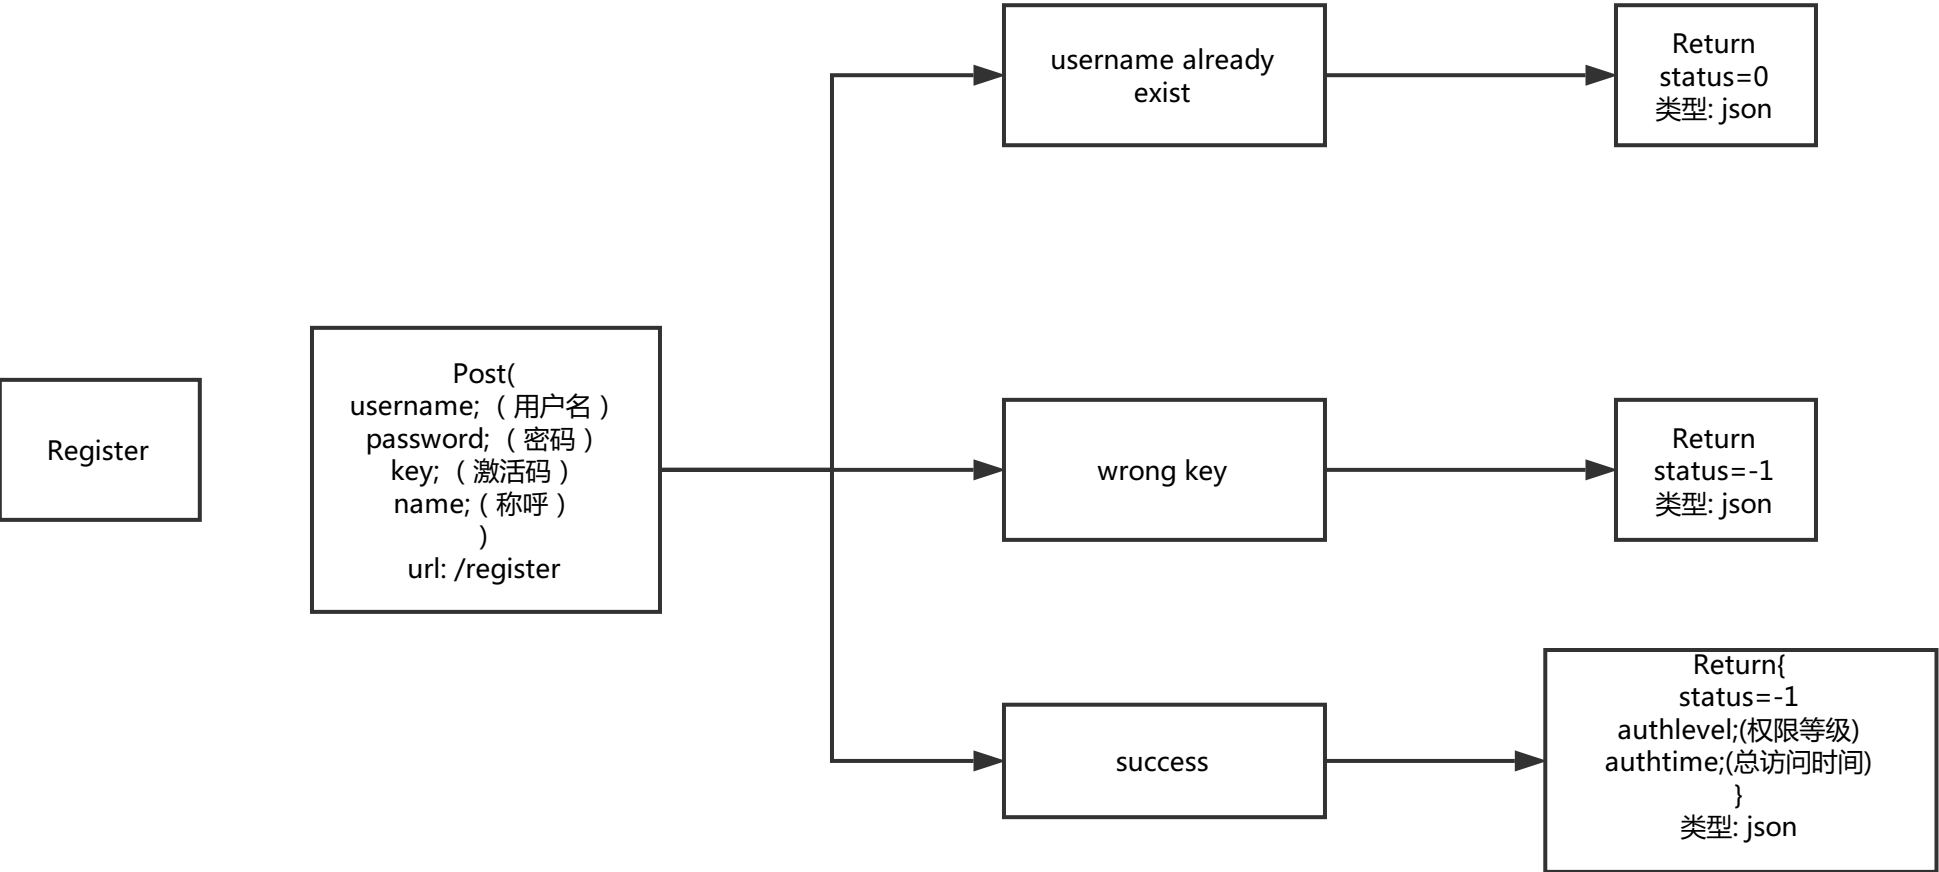 Register
Post(
username; （用户名）
password; （密码）
key; （激活码）
name;（称呼）
)
url: /register
username already
exist
Return
status=0
类型: json
wrong key
Return
status=-1
类型: json
success
Return{
status=-1
authlevel;(权限等级)
authtime;(总访问时间)
}
类型: json